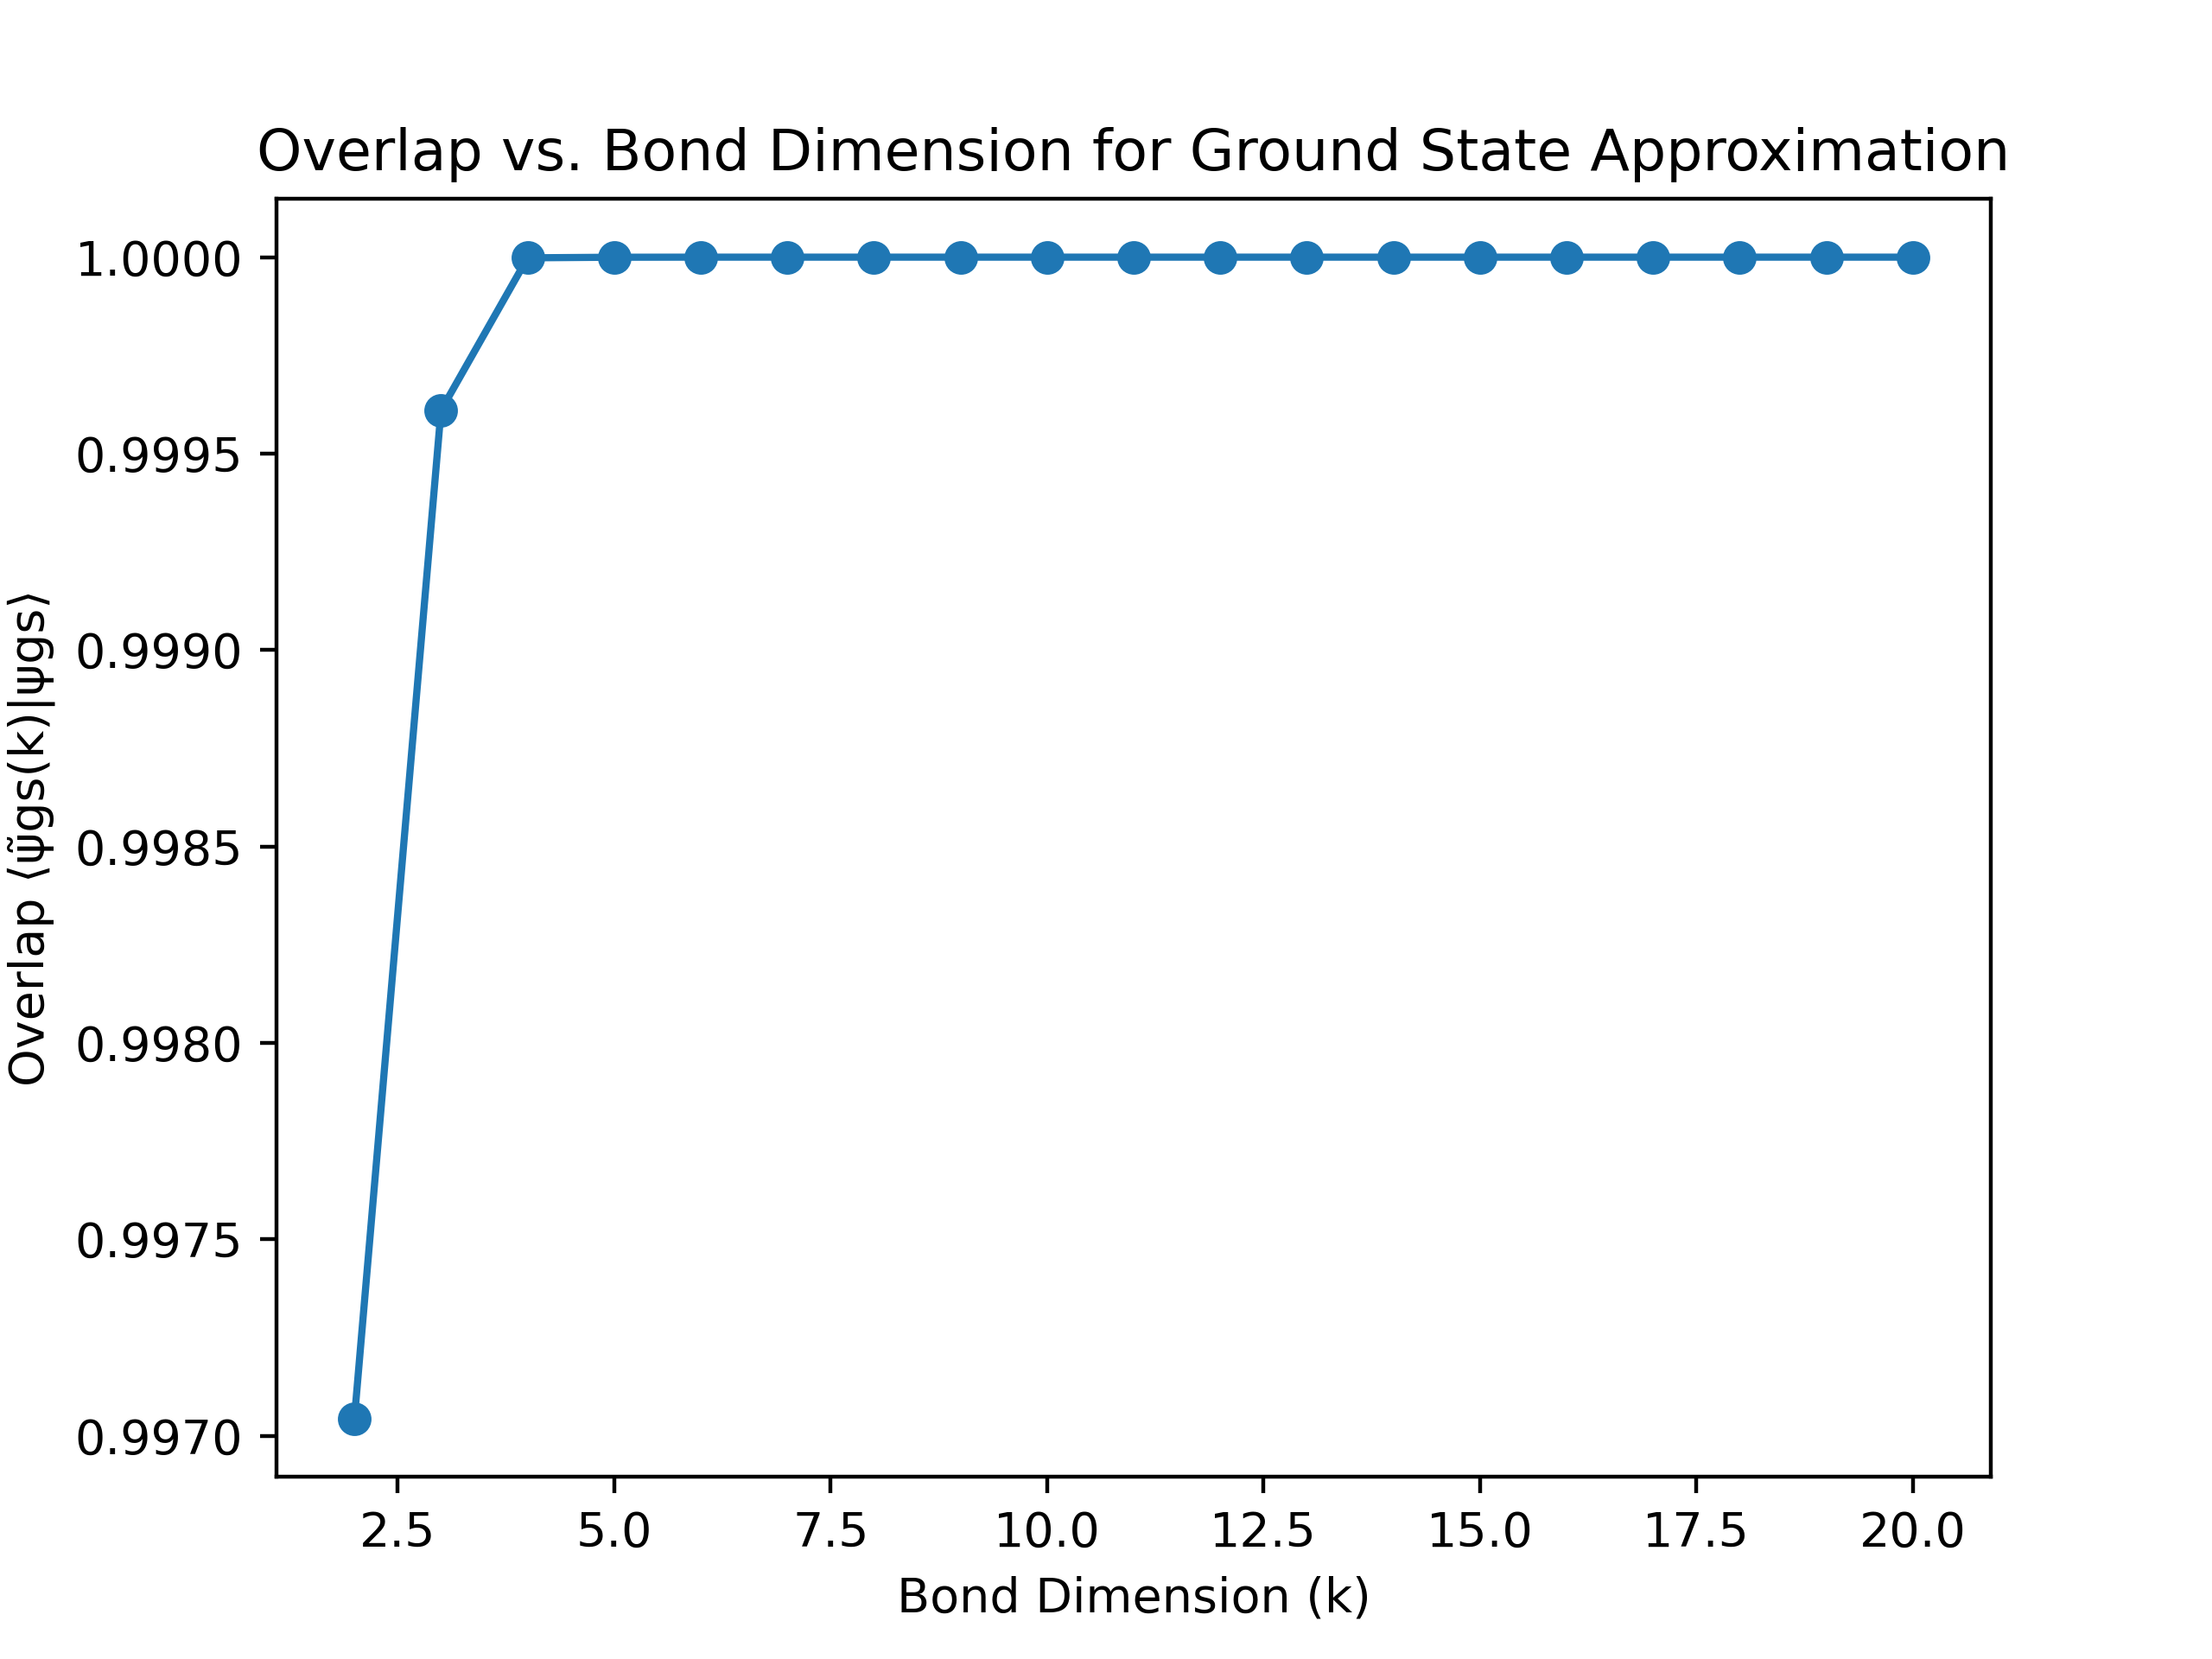 Overlap vs. Bond Dimension for Ground State Approximation
1.0000
0.9995
0.9990
0.9985
0.9980
0.9975
0.9970
Overlap ⟨ψ̃gs(k)|ψgs⟩
2.5 5.0 7.5 10.0 12.5 15.0 17.5 20.0
Bond Dimension (k)